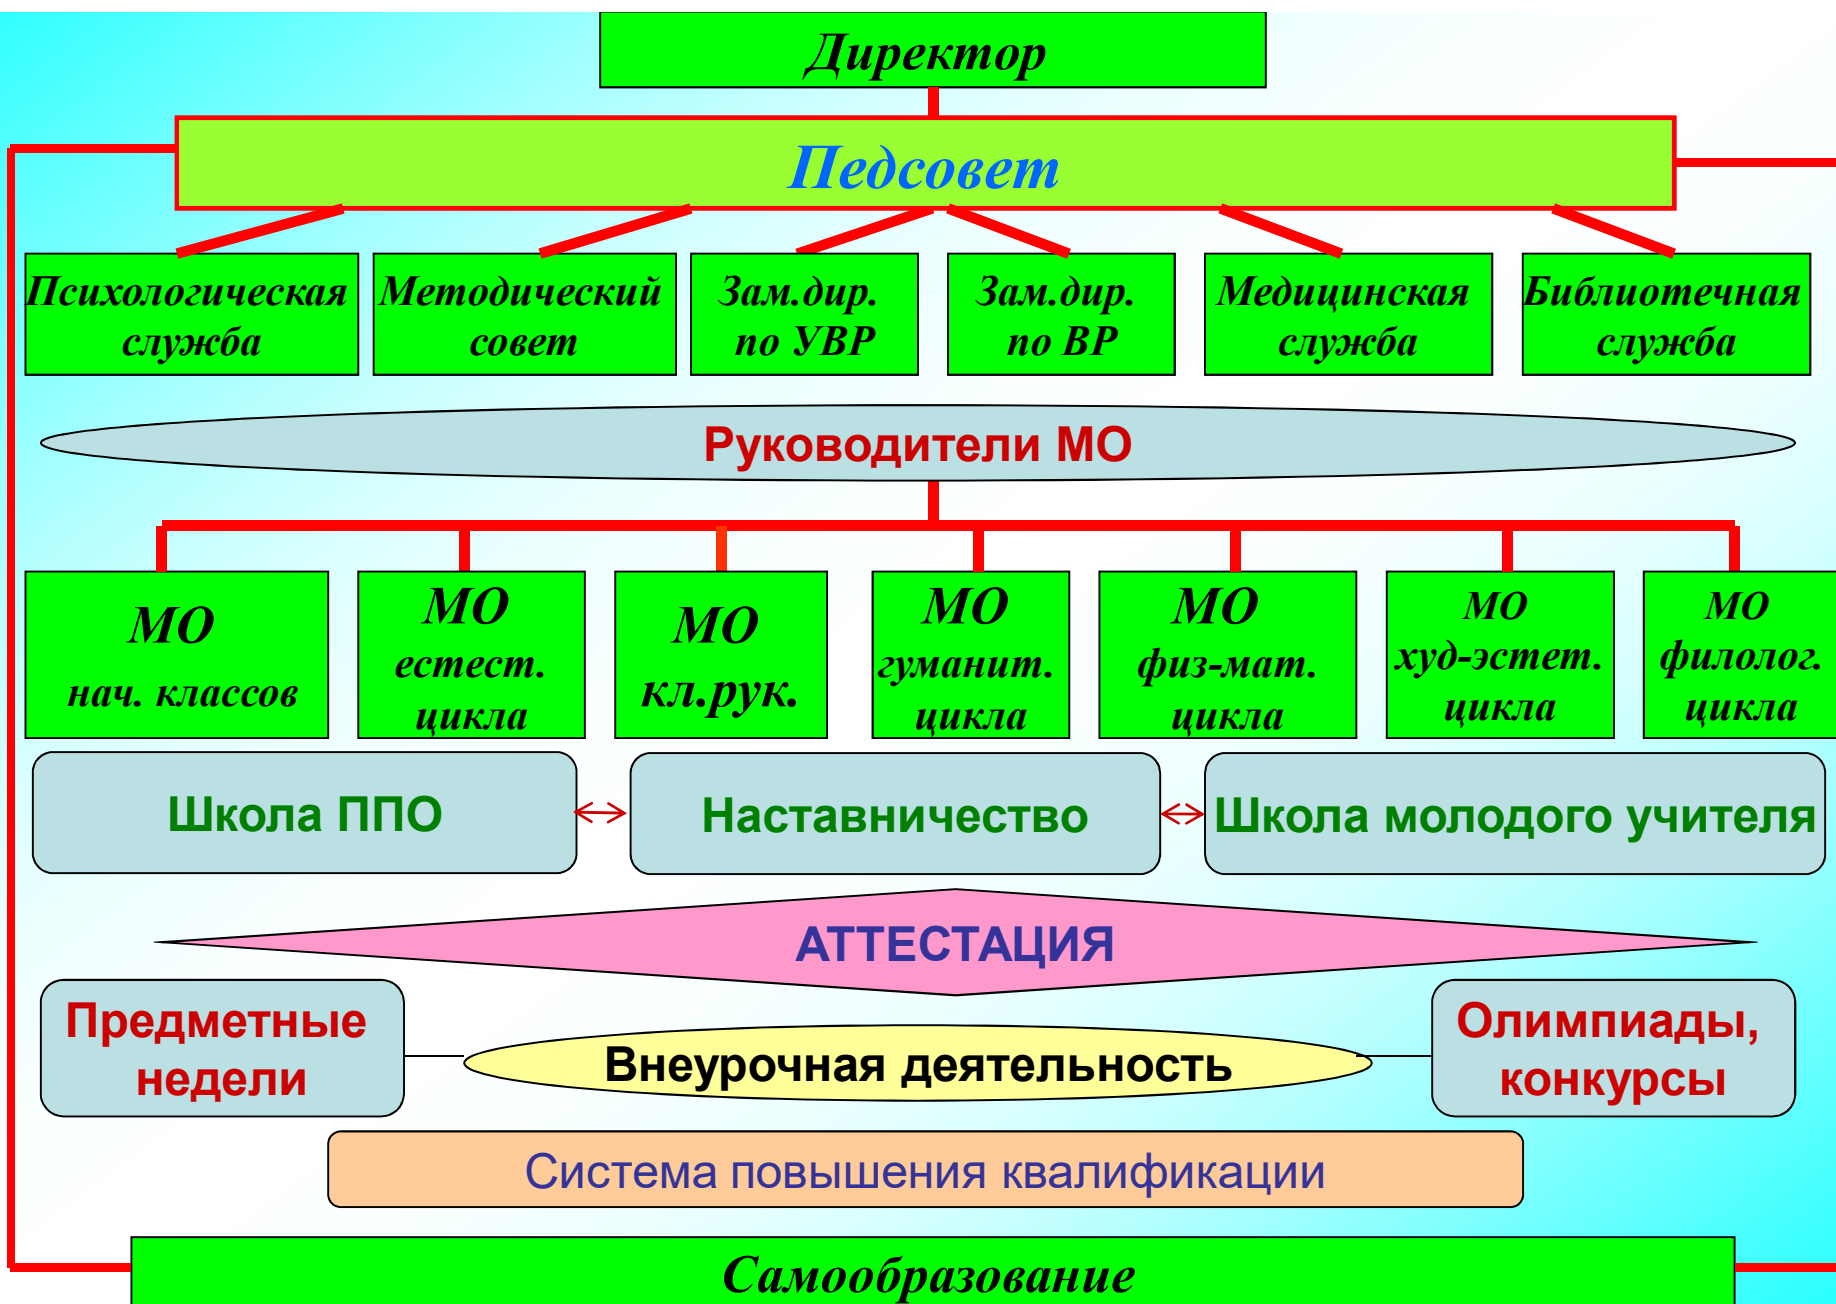 Директор
Педсовет
Психологическая
служба
Методический
совет
Зам.дир.
по УВР
Зам.дир.
по ВР
Медицинская
служба
Библиотечная
служба
Руководители МО
МО
нач. классов
МО
естест.
цикла
МО
кл.рук.
МО
гуманит.
цикла
МО
физ-мат.
цикла
МО
худ-эстет.
цикла
МО
филолог.
цикла
Школа ППО
Наставничество
Школа молодого учителя
АТТЕСТАЦИЯ
Предметные
недели
Внеурочная деятельность
Олимпиады,
конкурсы
Система повышения квалификации
Самообразование